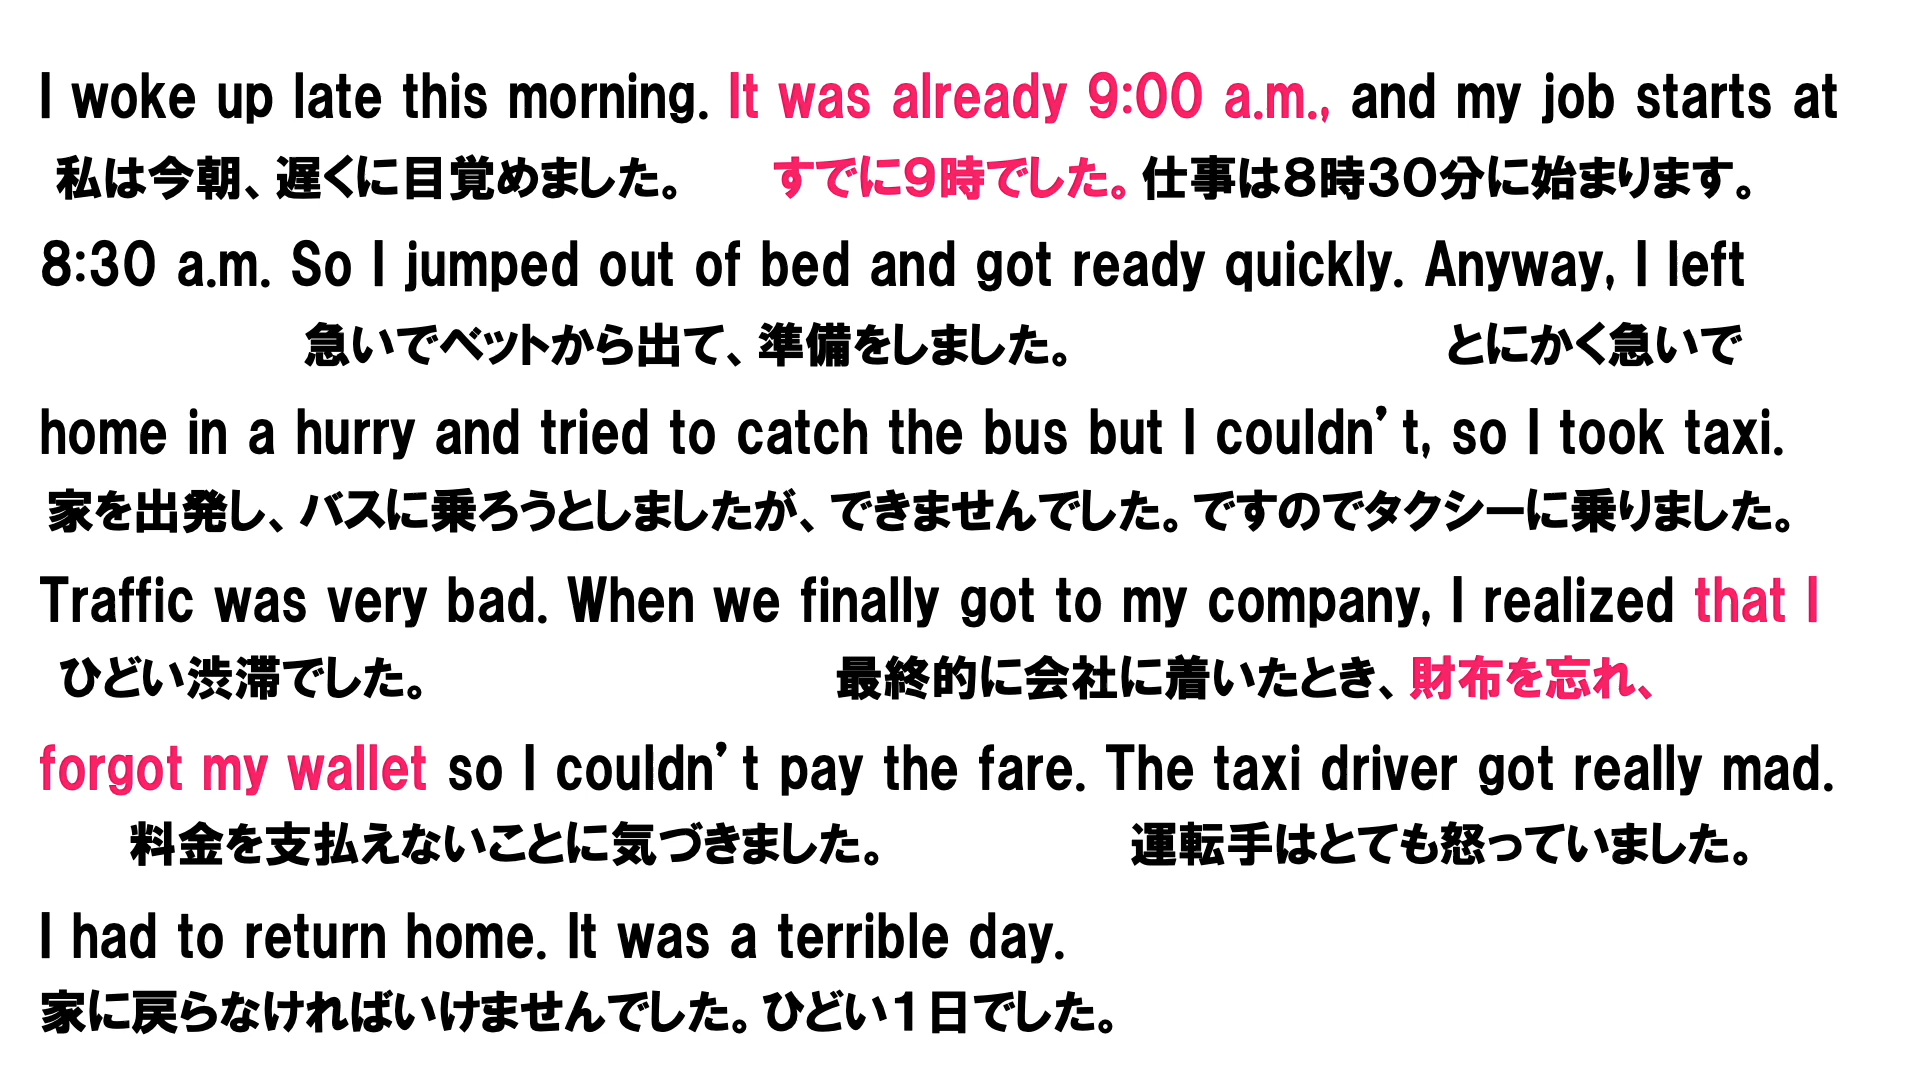 I woke up late this morning. It was already 9:00 a.m., and my job starts at
私は今朝、遅くに目覚めました。 すでに９時でした。仕事は８時３０分に始まります。
8:30 a.m. So I jumped out of bed and got ready quickly. Anyway, I left
急いでベットから出て、準備をしました。 とにかく急いで
home in a hurry and tried to catch the bus but I couldn’t, so I took taxi.
家を出発し、バスに乗ろうとしましたが、できませんでした。ですのでタクシーに乗りました。
Traffic was very bad. When we finally got to my company, I realized that I
ひどい渋滞でした。 最終的に会社に着いたとき、財布を忘れ、
forgot my wallet so I couldn’t pay the fare. The taxi driver got really mad.
料金を支払えないことに気づきました。 運転手はとても怒っていました。
I had to return home. It was a terrible day.
家に戻らなければいけませんでした。ひどい１日でした。